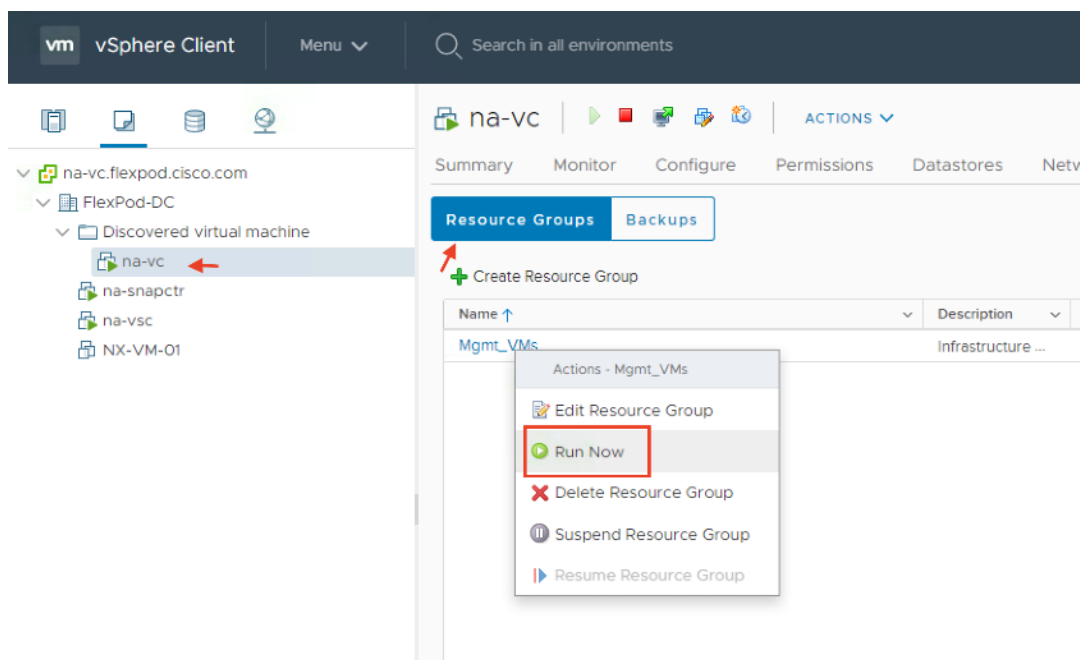 vm vSphere Client Menu Search in all environments
na-vc ACTIONS
Summary Monitor Configure Permissions Datastores Netw
na-vc.flexpod.cisco.com
FlexPod-DC
Discovered virtual machine
na-vc
na-snapctr
na-vsc
NX-VM-01
Resource Groups Backups
Create Resource Group
Name Description
Mgmt_VMs Infrastructure ...
Actions - Mgmt_VMs
Edit Resource Group
Run Now
Delete Resource Group
Suspend Resource Group
Resume Resource Group